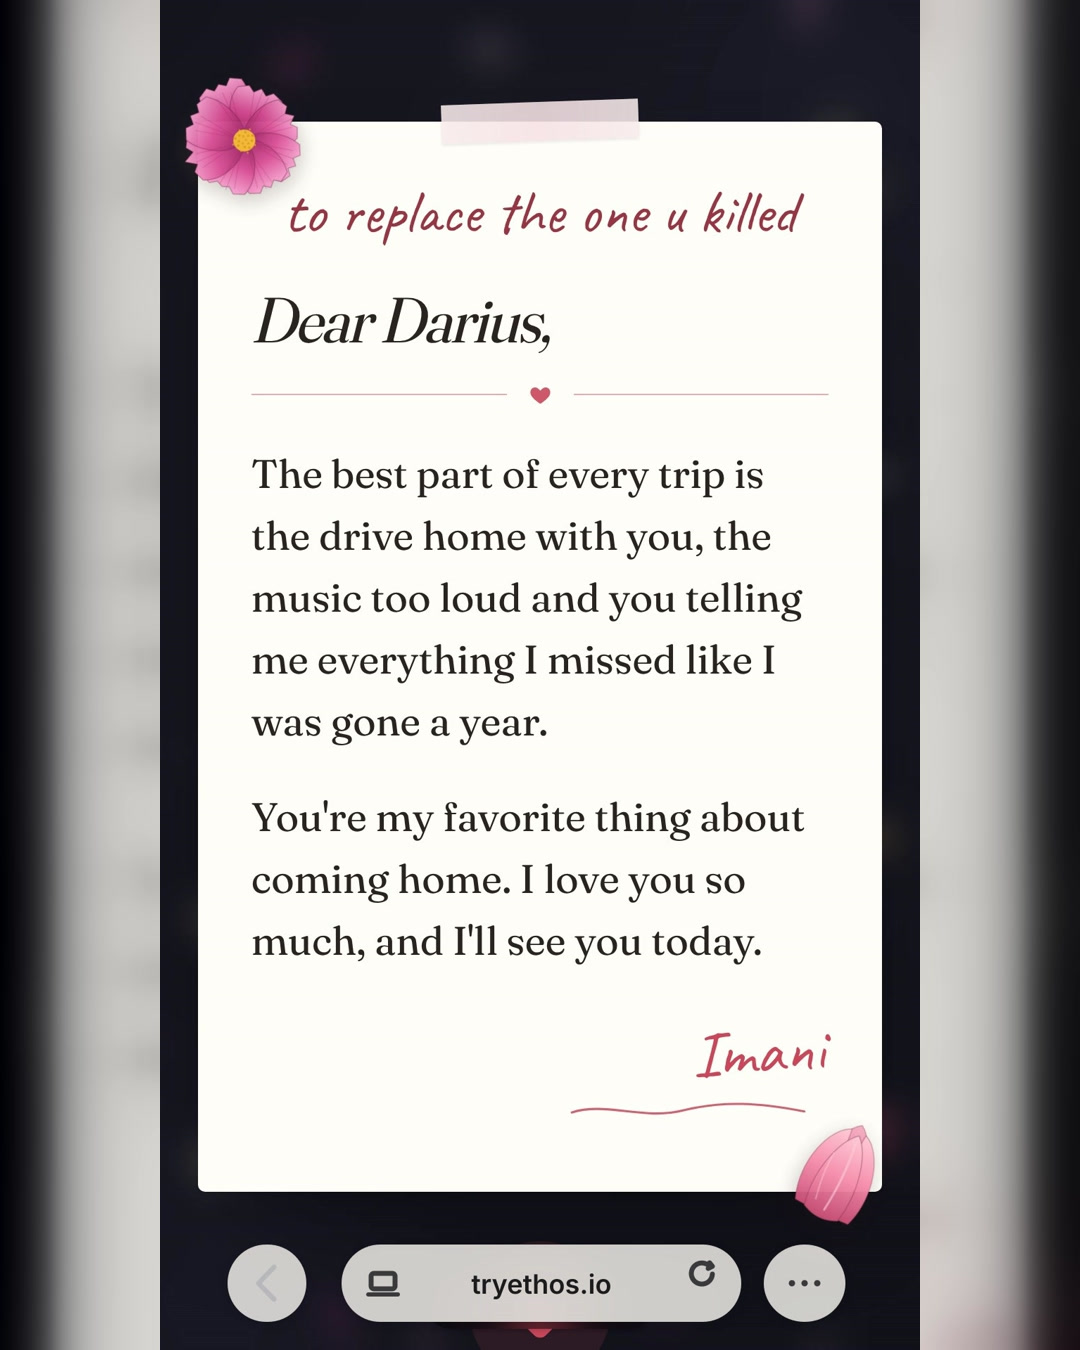 to replace the one u killed
Dear Darius,
The best part of every trip is
the drive home with you, the
music too loud and you telling
me everything I missed like I
was gone a year.
You're my favorite thing about
coming home. I love you so
much, and I'll see you today.
Imani
tryethos.io